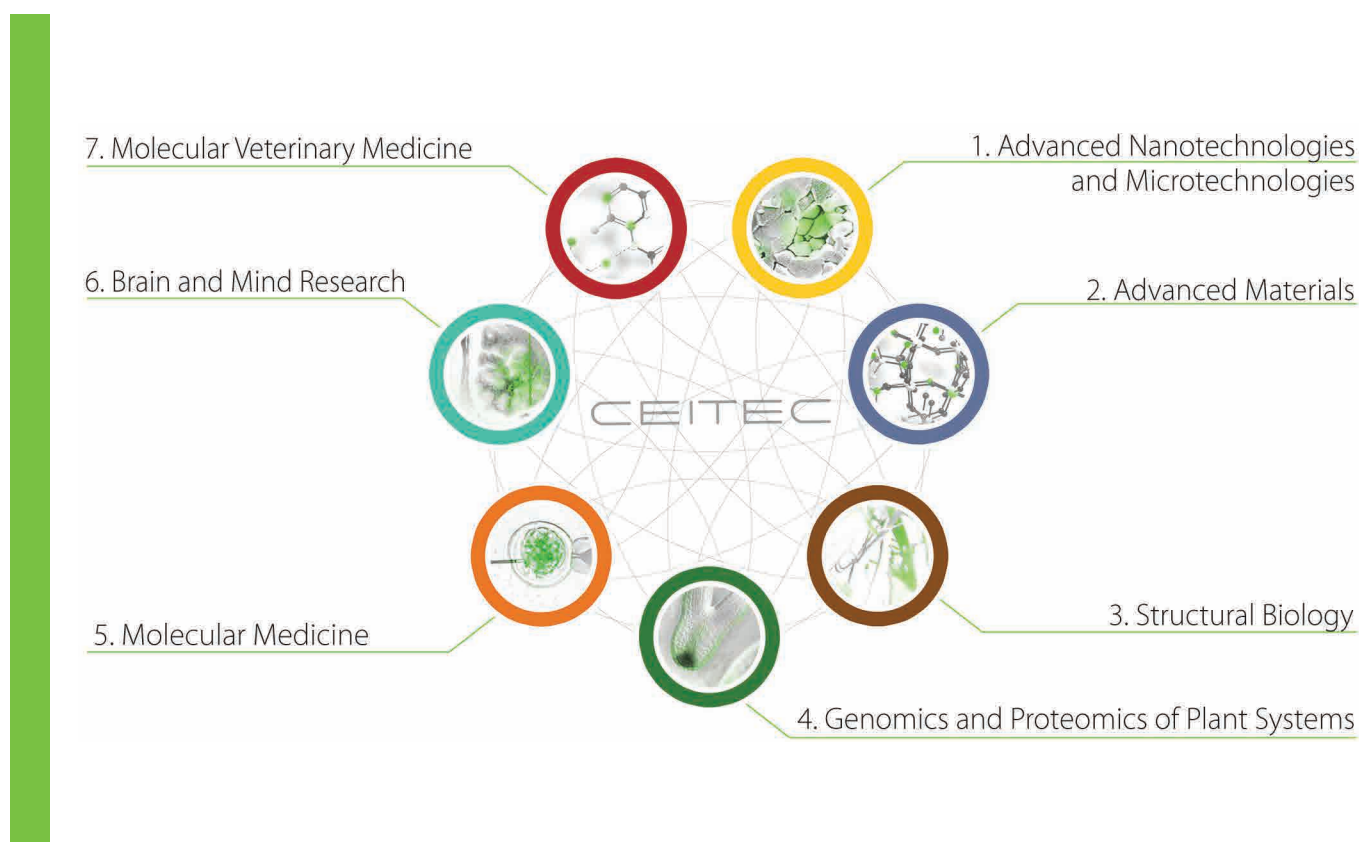 7. Molecular Veterinary Medicine
1. Advanced Nanotechnologies
and Microtechnologies
6. Brain and Mind Research
2. Advanced Materials
CEITEC
5. Molecular Medicine
3. Structural Biology
4. Genomics and Proteomics of Plant Systems